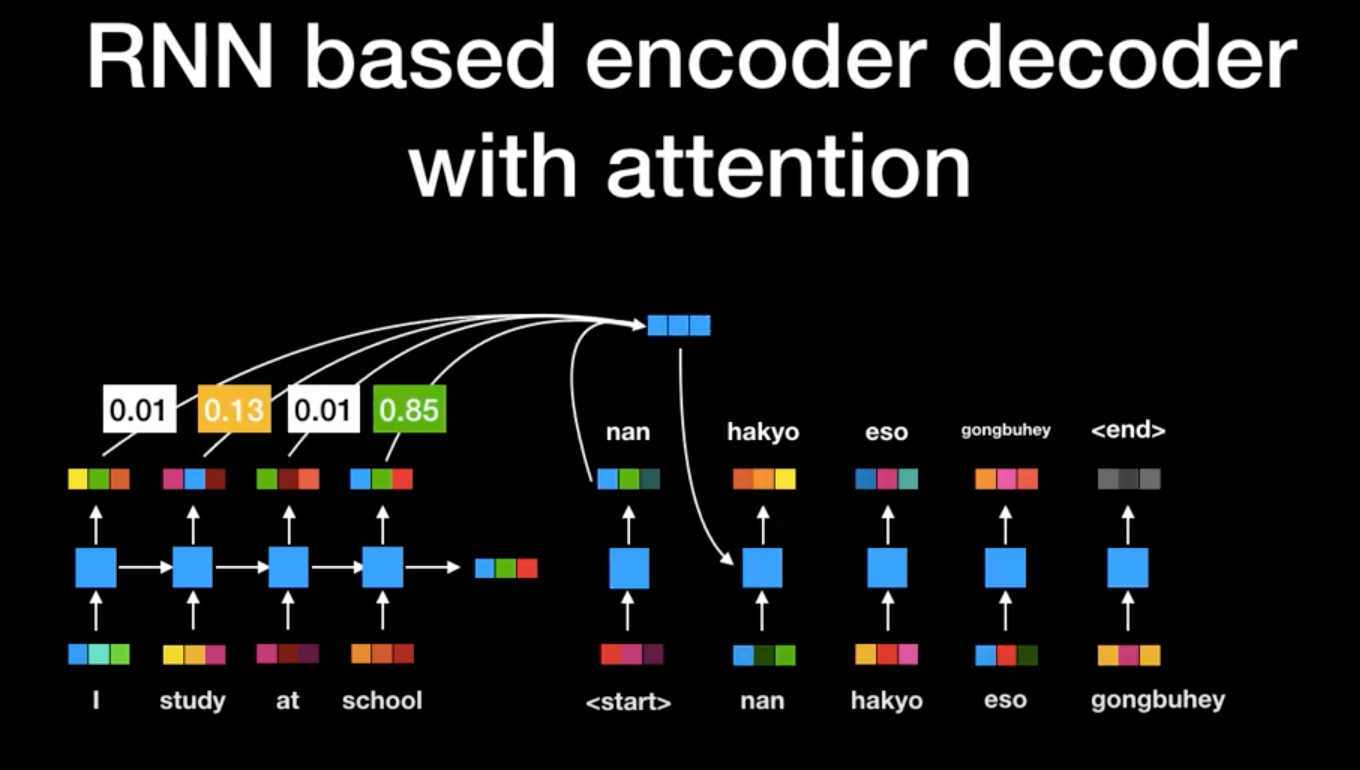 RNN based encoder decoder
with attention
0.01 0.13 0.01 0.85
nan hakyo eso gongbuhey <end>
I study at school <start> nan hakyo eso gongbuhey